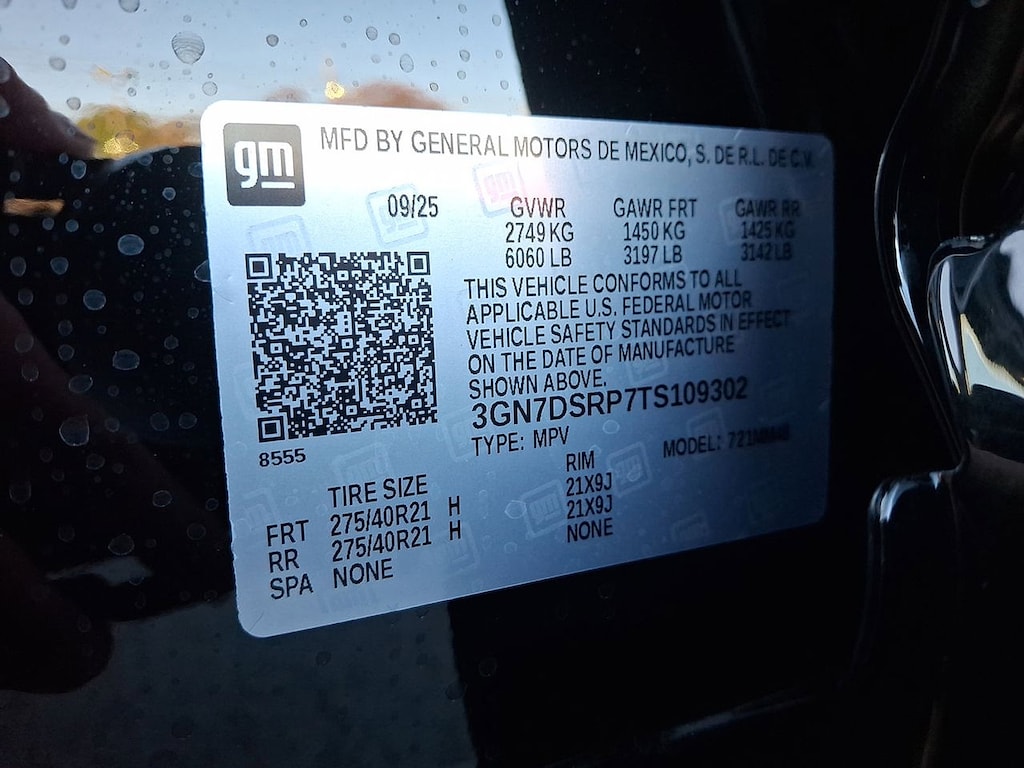 gm
MFD BY GENERAL MOTORS DE MEXICO, S. DE R.L. DE C.V.
09/25
GVWR GAWR FRT GAWR RR
2749 KG 1450 KG 1425 KG
6060 LB 3197 LB 3142 LB
THIS VEHICLE CONFORMS TO ALL
APPLICABLE U.S. FEDERAL MOTOR
VEHICLE SAFETY STANDARDS IN EFFECT
ON THE DATE OF MANUFACTURE
SHOWN ABOVE.
3GN7DSRP7TS109302
TYPE: MPV MODEL:
8555
TIRE SIZE RIM
FRT 275/40R21 H 21X9J
RR 275/40R21 H 21X9J
SPA NONE NONE